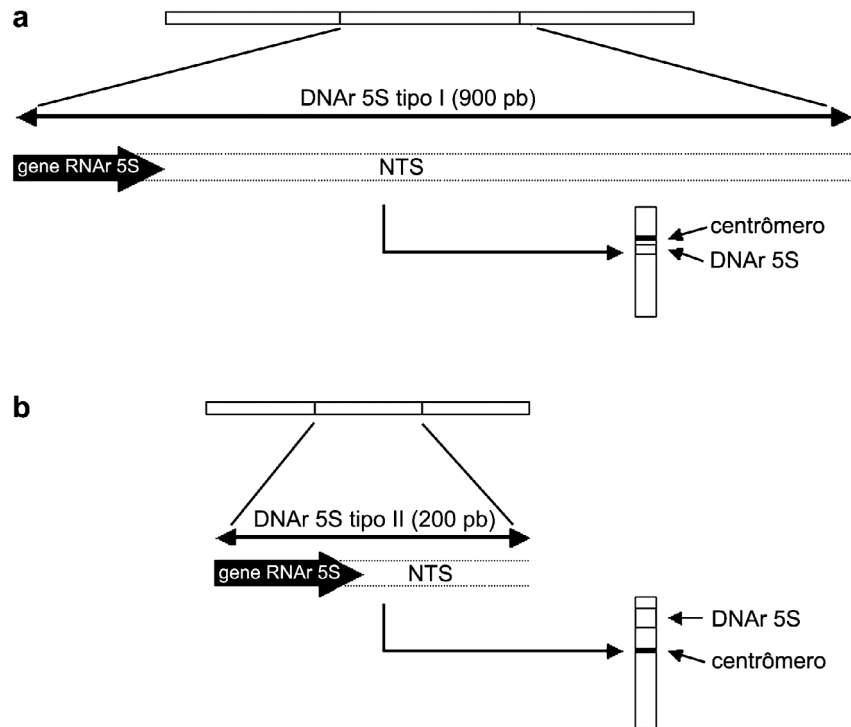 a
DNAr 5S tipo I (900 pb)
gene RNAr 5S
NTS
centrômero
DNAr 5S
b
DNAr 5S tipo II (200 pb)
gene RNAr 5S
NTS
DNAr 5S
centrômero